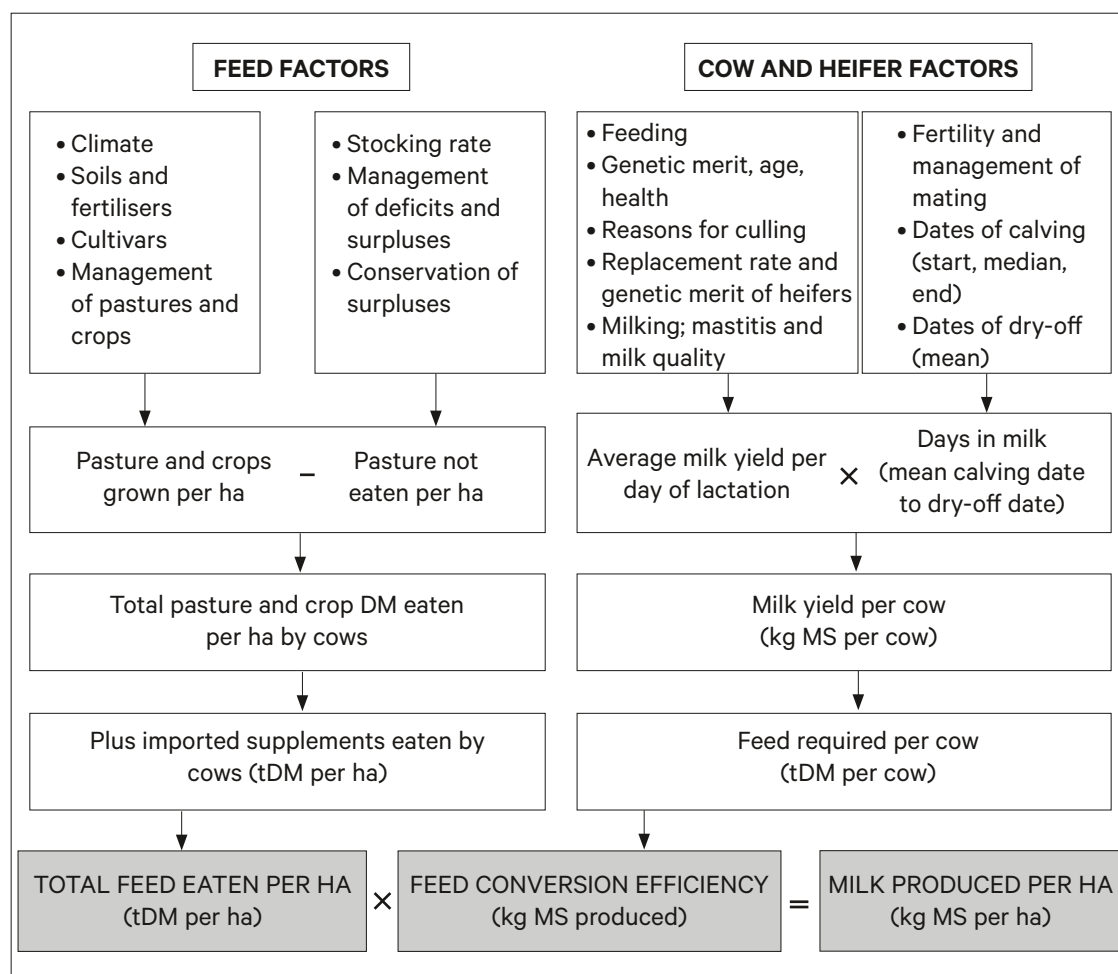 FEED FACTORS
COW AND HEIFER FACTORS
• Climate
• Soils and
fertilisers
• Cultivars
• Management
of pastures and
crops
• Stocking rate
• Management
of deficits and
surpluses
• Conservation of
surpluses
• Feeding
• Genetic merit, age,
health
• Reasons for culling
• Replacement rate and
genetic merit of heifers
• Milking; mastitis and
milk quality
• Fertility and
management of
mating
• Dates of calving
(start, median,
end)
• Dates of dry-off
(mean)
Pasture and crops
grown per ha
–
Pasture not
eaten per ha
Average milk yield per
day of lactation
×
Days in milk
(mean calving date
to dry-off date)
Total pasture and crop DM eaten
per ha by cows
Milk yield per cow
(kg MS per cow)
Plus imported supplements eaten by
cows (tDM per ha)
Feed required per cow
(tDM per cow)
TOTAL FEED EATEN PER HA
(tDM per ha)
×
FEED CONVERSION EFFICIENCY
(kg MS produced)
=
MILK PRODUCED PER HA
(kg MS per ha)